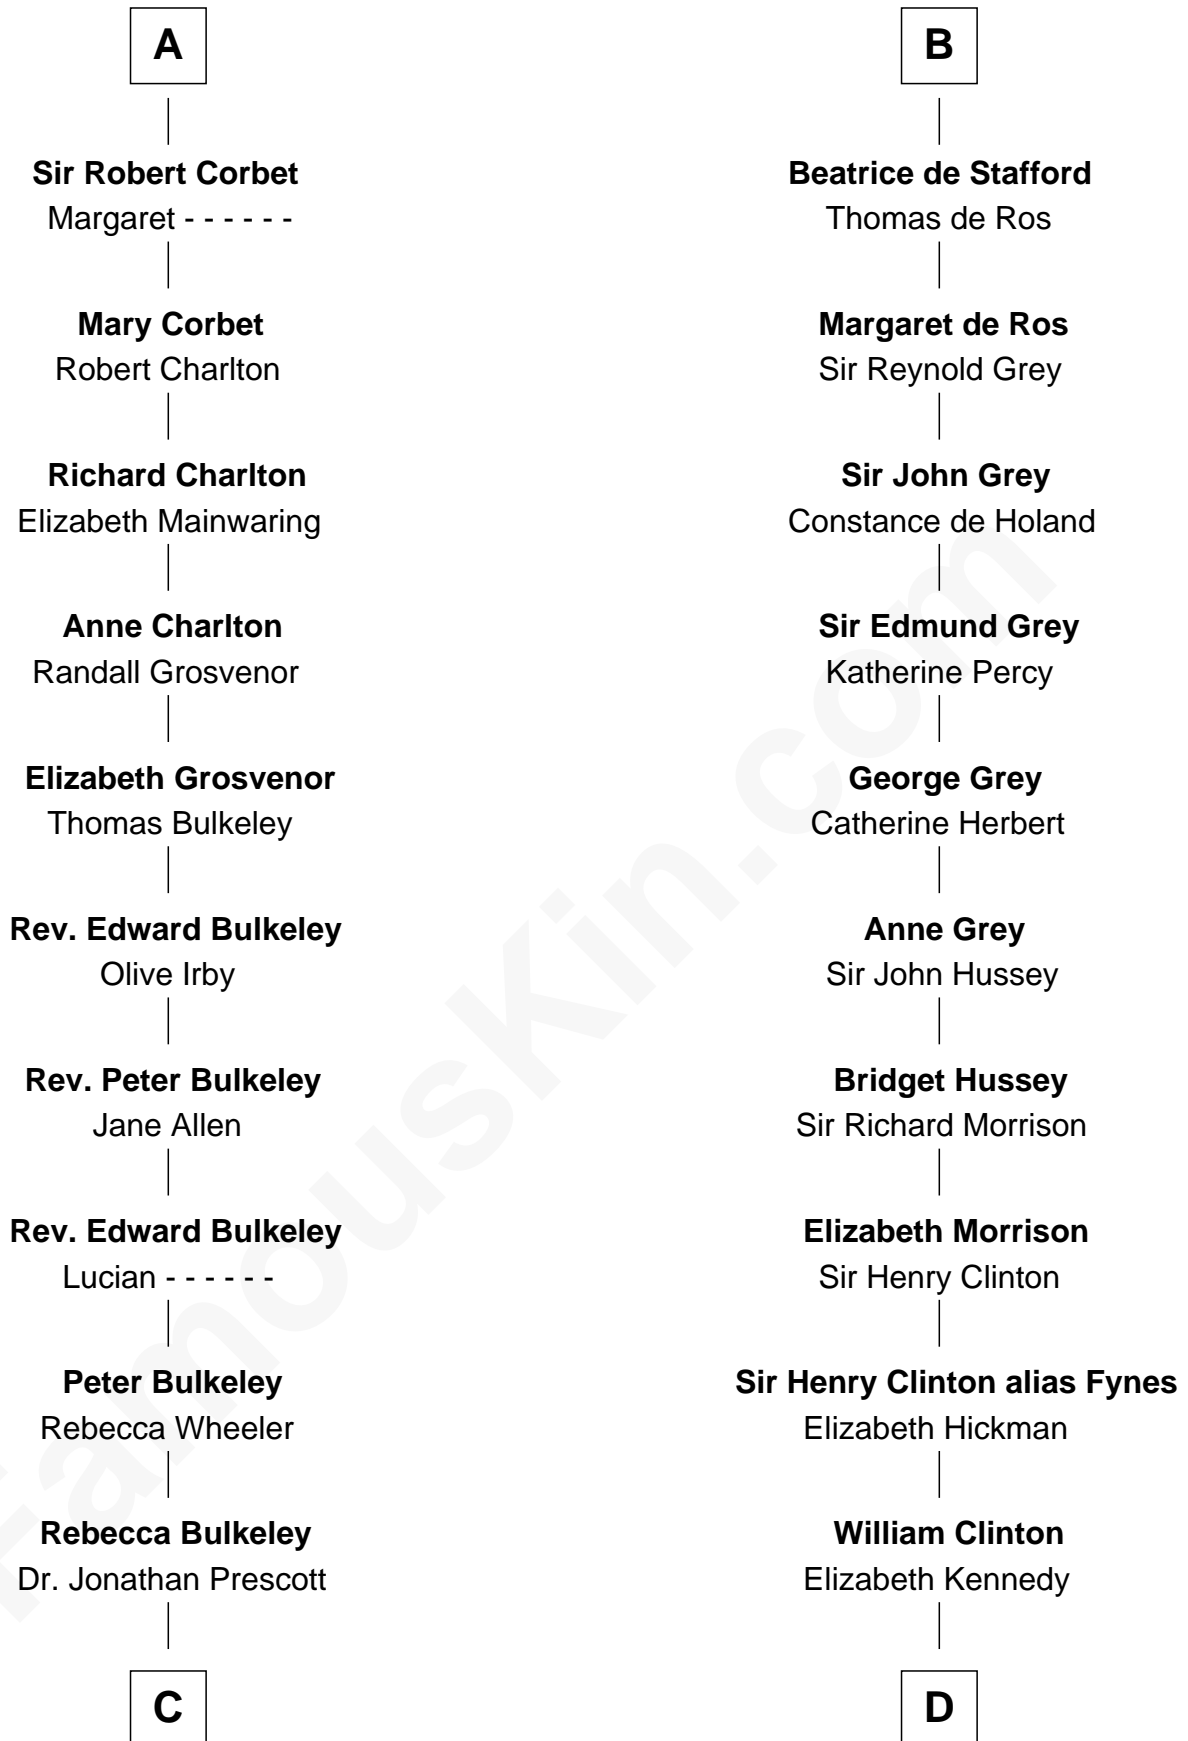 A
Sir Robert Corbet
Margaret - - - - - -
Mary Corbet
Robert Charlton
Richard Charlton
Elizabeth Mainwaring
Anne Charlton
Randall Grosvenor
Elizabeth Grosvenor
Thomas Bulkeley
Rev. Edward Bulkeley
Olive Irby
Rev. Peter Bulkeley
Jane Allen
Rev. Edward Bulkeley
Lucian - - - - - -
Peter Bulkeley
Rebecca Wheeler
Rebecca Bulkeley
Dr. Jonathan Prescott
C
B
Beatrice de Stafford
Thomas de Ros
Margaret de Ros
Sir Reynold Grey
Sir John Grey
Constance de Holand
Sir Edmund Grey
Katherine Percy
George Grey
Catherine Herbert
Anne Grey
Sir John Hussey
Bridget Hussey
Sir Richard Morrison
Elizabeth Morrison
Sir Henry Clinton
Sir Henry Clinton alias Fynes
Elizabeth Hickman
William Clinton
Elizabeth Kennedy
D
FamousKin.com